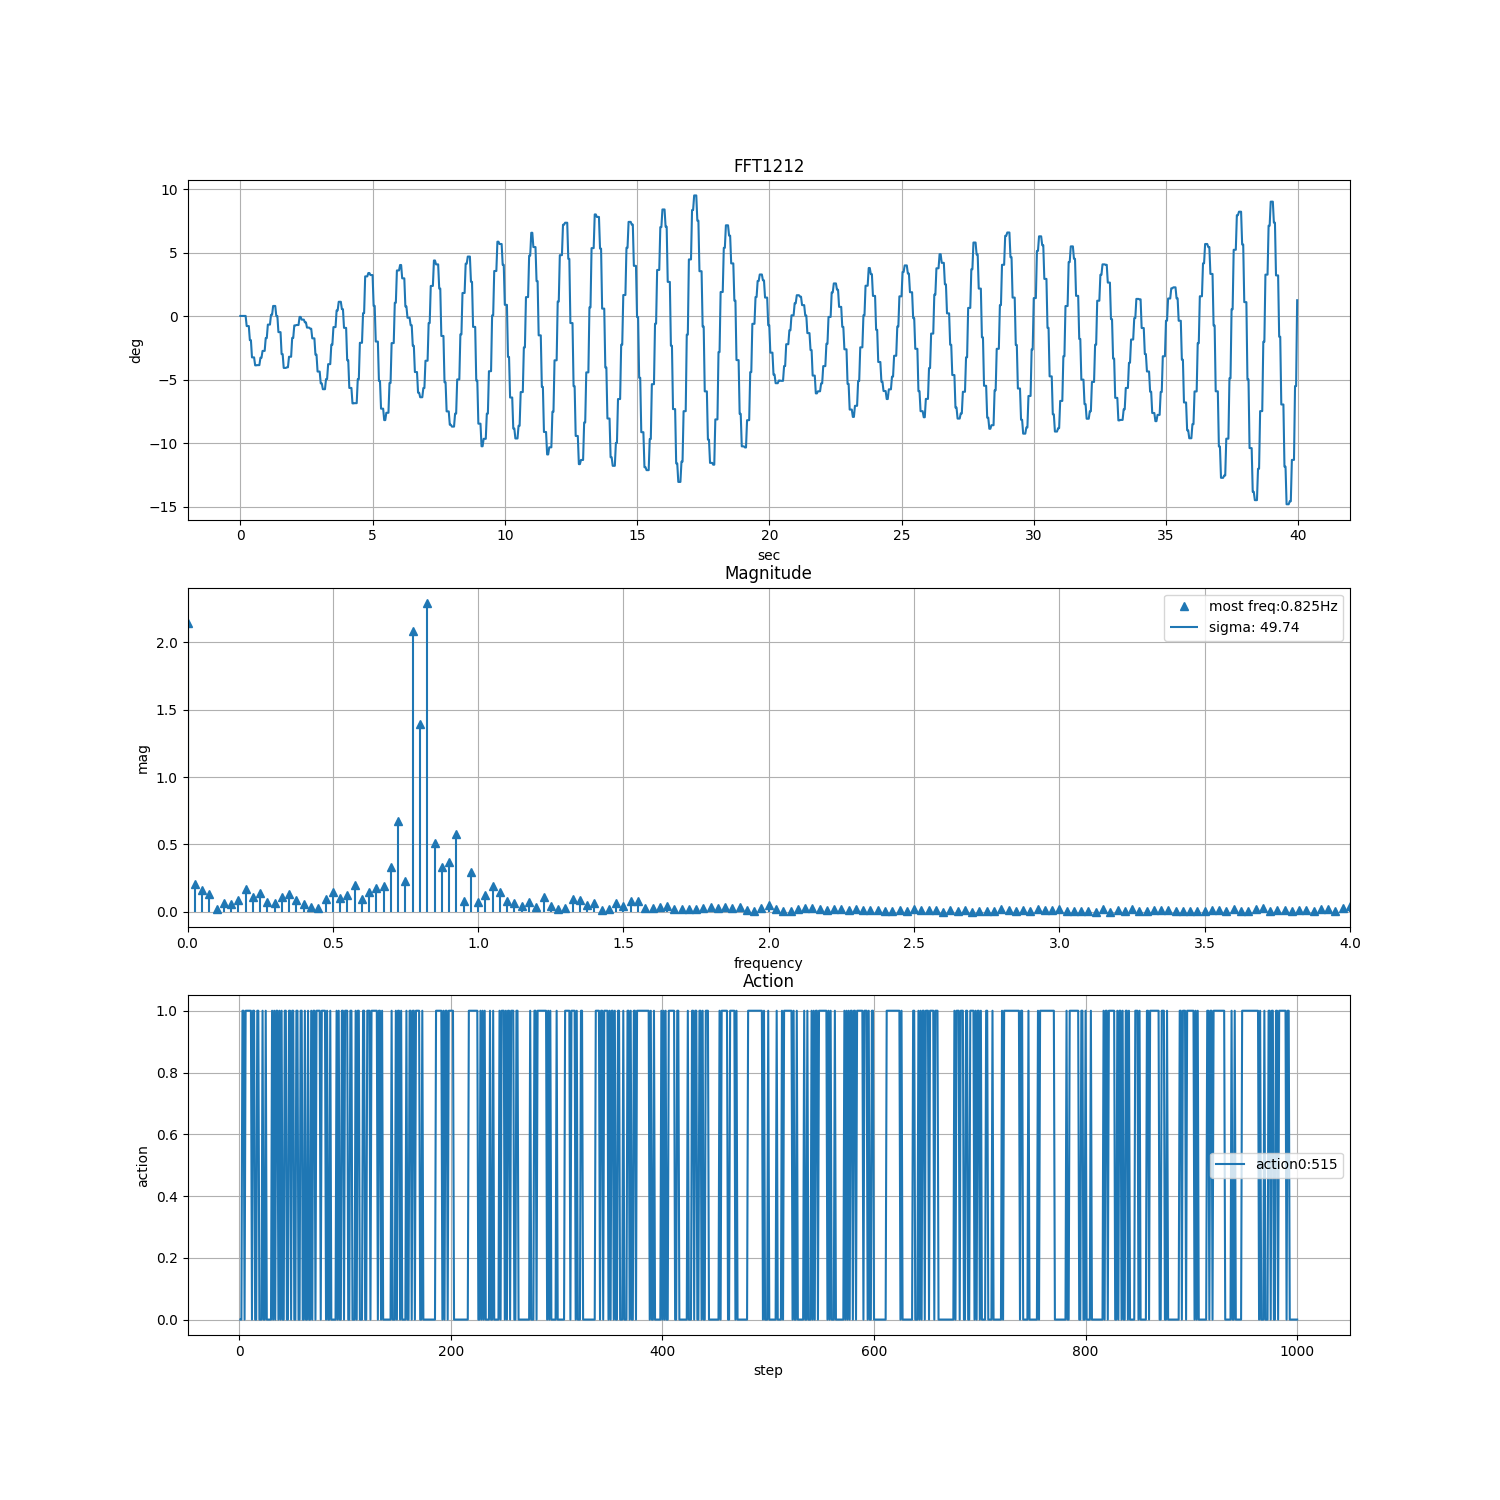 FFT1212
10
5
0
−5
−10
−15
deg
0 5 10 15 20 25 30 35 40
sec
Magnitude
most freq:0.825Hz
sigma: 49.74
2.0
1.5
1.0
0.5
0.0
mag
0.0 0.5 1.0 1.5 2.0 2.5 3.0 3.5 4.0
frequency
Action
1.0
0.8
0.6
0.4
0.2
0.0
action
action0:515
0 200 400 600 800 1000
step